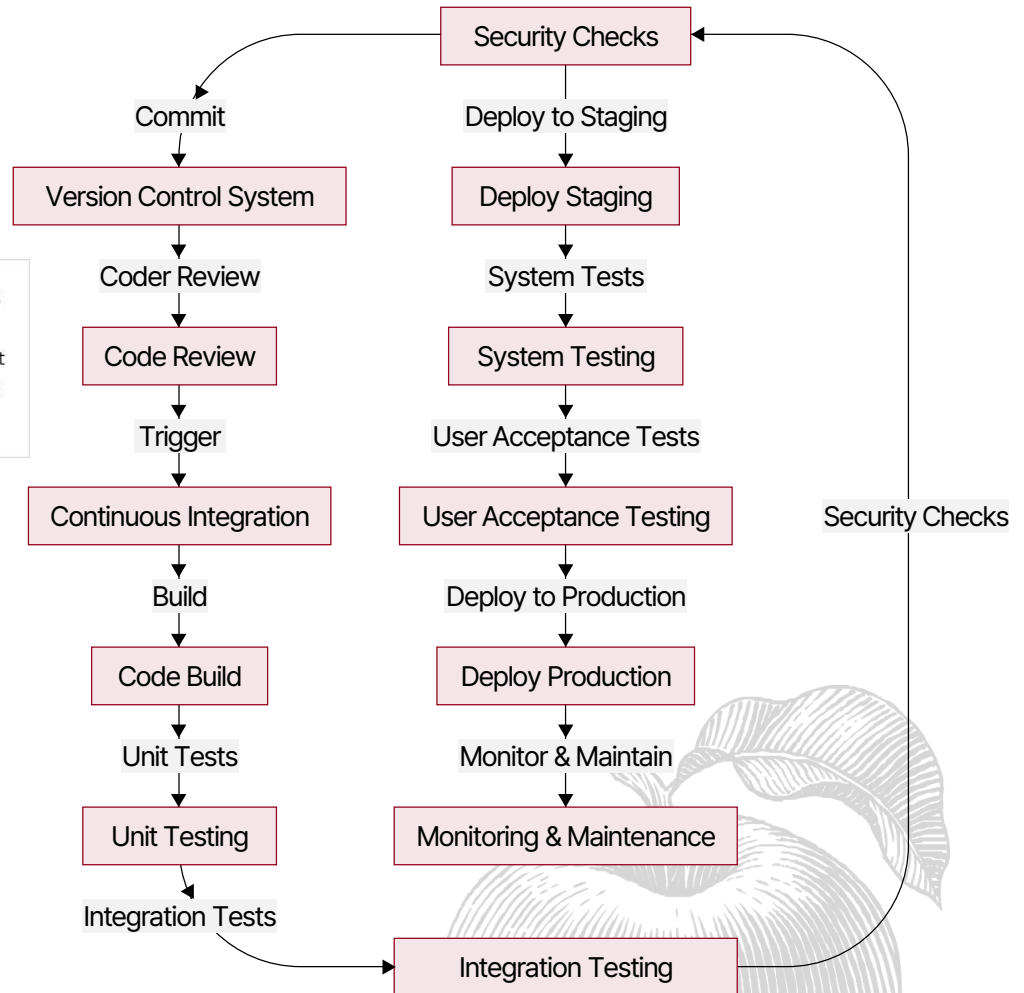 Security Checks
Commit
Deploy to Staging
Version Control System
Deploy Staging
Coder Review
System Tests
Code Review
System Testing
Trigger
User Acceptance Tests
Continuous Integration
User Acceptance Testing
Security Checks
Build
Deploy to Production
Code Build
Deploy Production
Unit Tests
Monitor & Maintain
Unit Testing
Monitoring & Maintenance
Integration Tests
Integration Testing